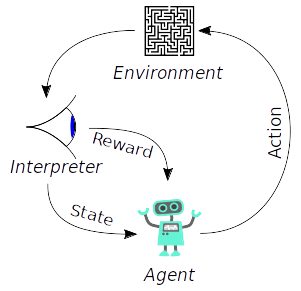 Environment
Action
Reward
Interpreter
State
Agent